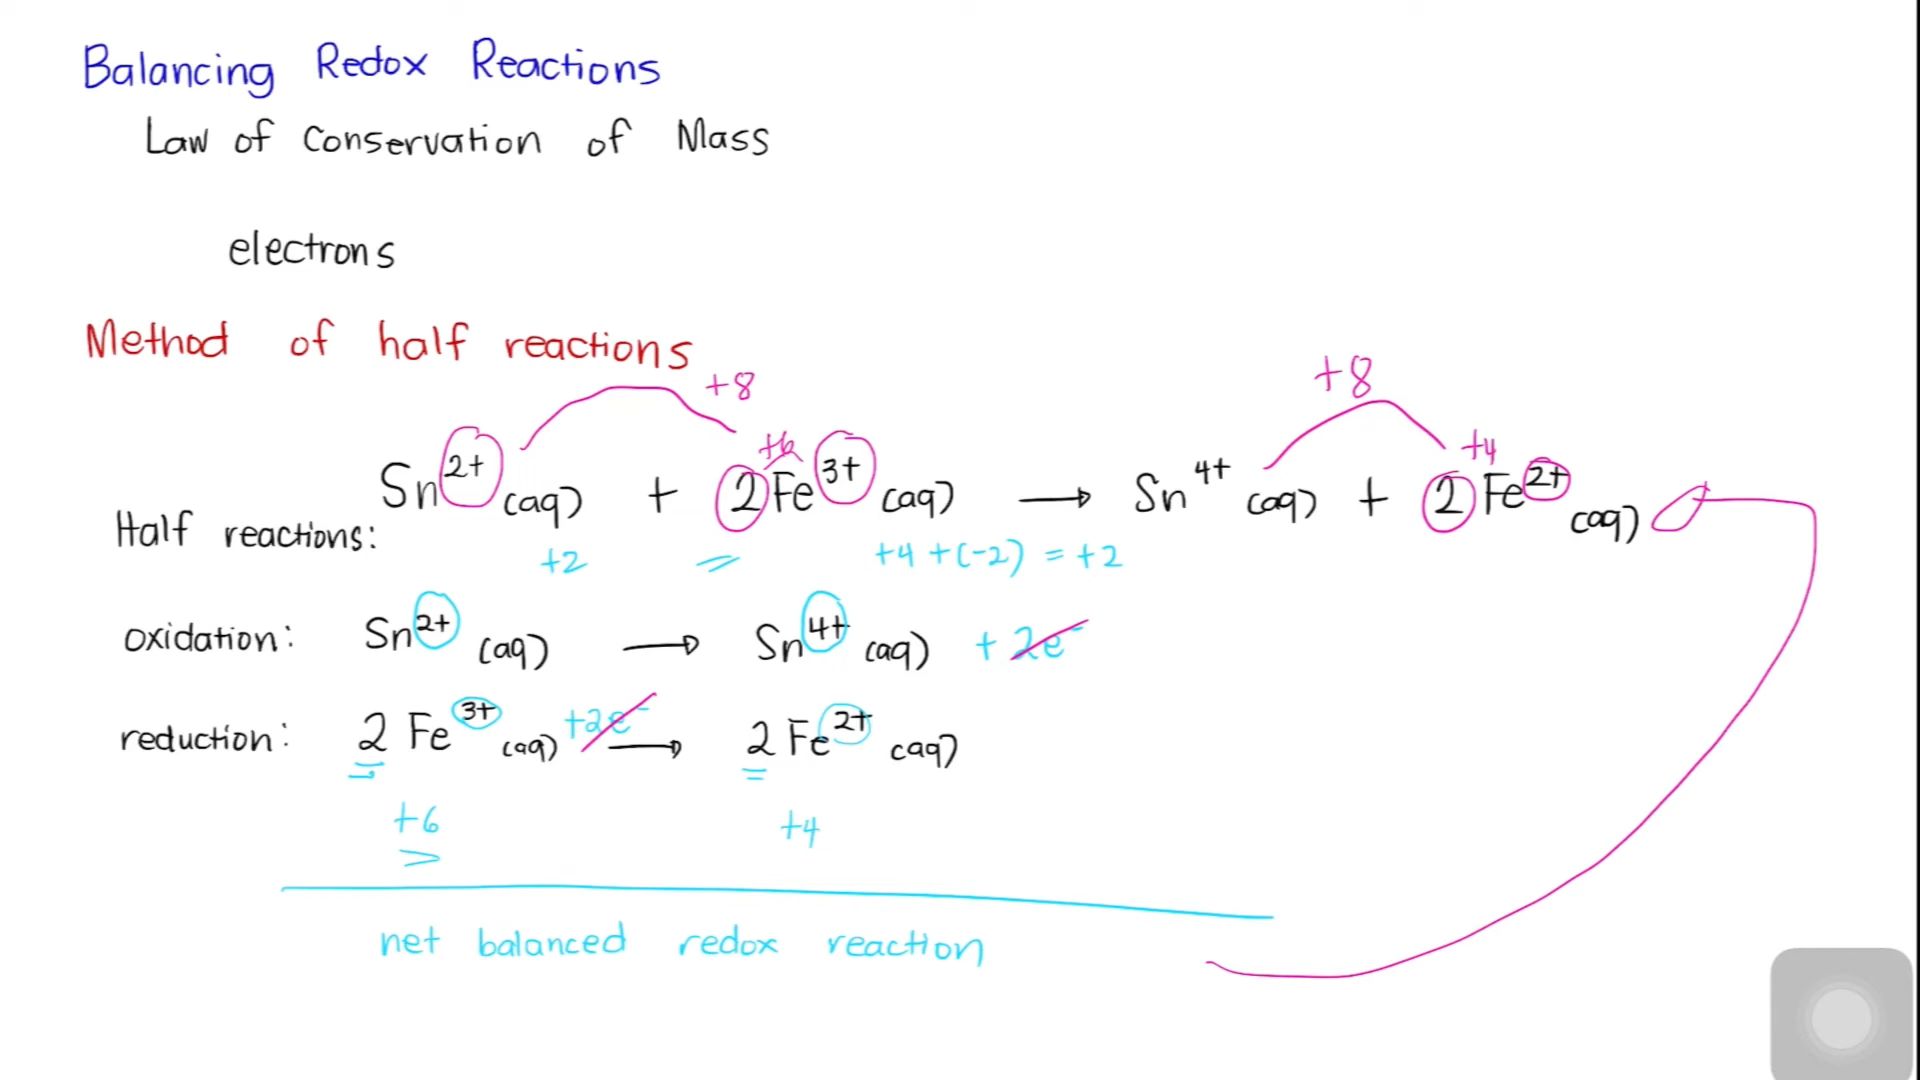 Balancing Redox Reactions
Law of Conservation of Mass
electrons
Method of half reactions
+8 +8
+6 +4
Sn²⁺(aq) + 2Fe³⁺(aq) → Sn⁴⁺(aq) + 2Fe²⁺(aq)
Half reactions:
+2 = +4 + (-2) = +2
oxidation: Sn²⁺(aq) → Sn⁴⁺(aq) + 2e⁻
reduction: 2 Fe³⁺(aq) +2e⁻ → 2 Fe²⁺(aq)
+6 +4
net balanced redox reaction